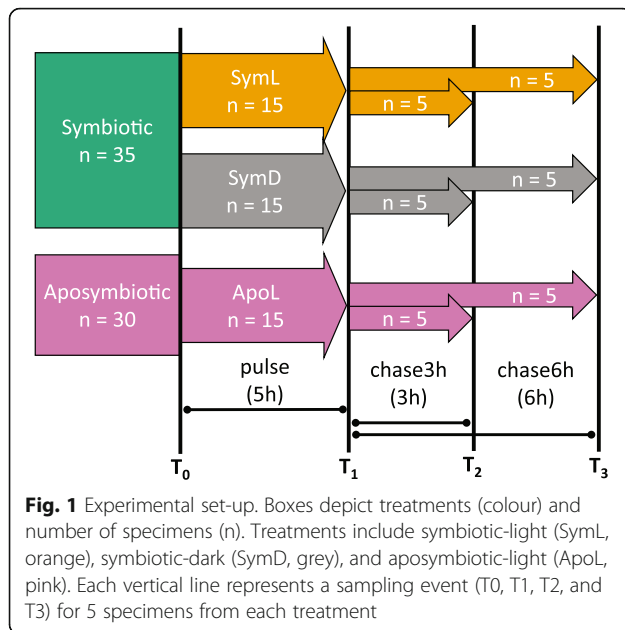 SymL
n = 15
n = 5
n = 5
Symbiotic
n = 35
SymD
n = 15
n = 5
n = 5
Aposymbiotic
n = 30
ApoL
n = 15
n = 5
n = 5
pulse
(5h)
chase3h
(3h)
chase6h
(6h)
T0
T1
T2
T3
Fig. 1 Experimental set-up. Boxes depict treatments (colour) and
number of specimens (n). Treatments include symbiotic-light (SymL,
orange), symbiotic-dark (SymD, grey), and aposymbiotic-light (ApoL,
pink). Each vertical line represents a sampling event (T0, T1, T2, and
T3) for 5 specimens from each treatment